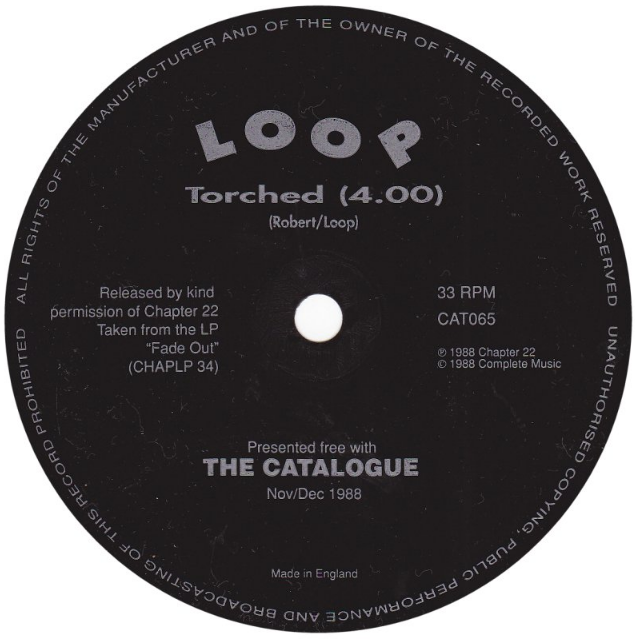 ALL RIGHTS OF THE MANUFACTURER AND OF THE OWNER OF THE RECORDED WORK RESERVED UNAUTHORISED COPYING, PUBLIC PERFORMANCE AND BROADCASTING OF THIS RECORD PROHIBITED
LOOP
Torched (4.00)
(Robert/Loop)
Released by kind
permission of Chapter 22
Taken from the LP
“Fade Out”
(CHAPLP 34)
33 RPM
CAT065
℗ 1988 Chapter 22
© 1988 Complete Music
Presented free with
THE CATALOGUE
Nov/Dec 1988
Made in England